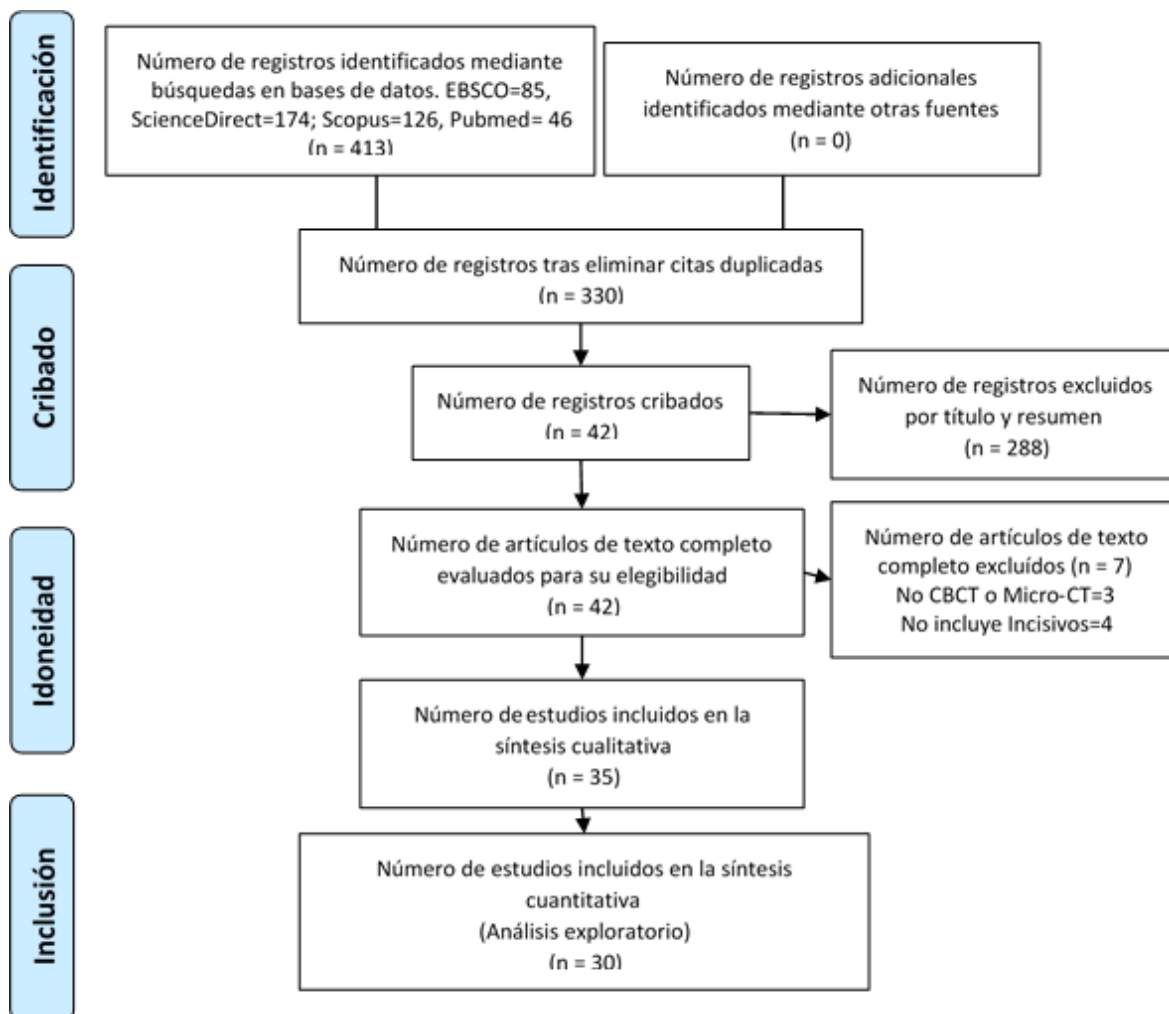 Identificación
Número de registros identificados mediante
búsquedas en bases de datos. EBSCO=85,
ScienceDirect=174; Scopus=126, Pubmed= 46
(n = 413)
Número de registros adicionales
identificados mediante otras fuentes
(n = 0)
Número de registros tras eliminar citas duplicadas
(n = 330)
Cribado
Número de registros cribados
(n = 42)
Número de registros excluidos
por título y resumen
(n = 288)
Idoneidad
Número de artículos de texto completo
evaluados para su elegibilidad
(n = 42)
Número de artículos de texto
completo excluídos (n = 7)
No CBCT o Micro-CT=3
No incluye Incisivos=4
Número de estudios incluidos en la
síntesis cualitativa
(n = 35)
Inclusión
Número de estudios incluidos en la síntesis
cuantitativa
(Análisis exploratorio)
(n = 30)